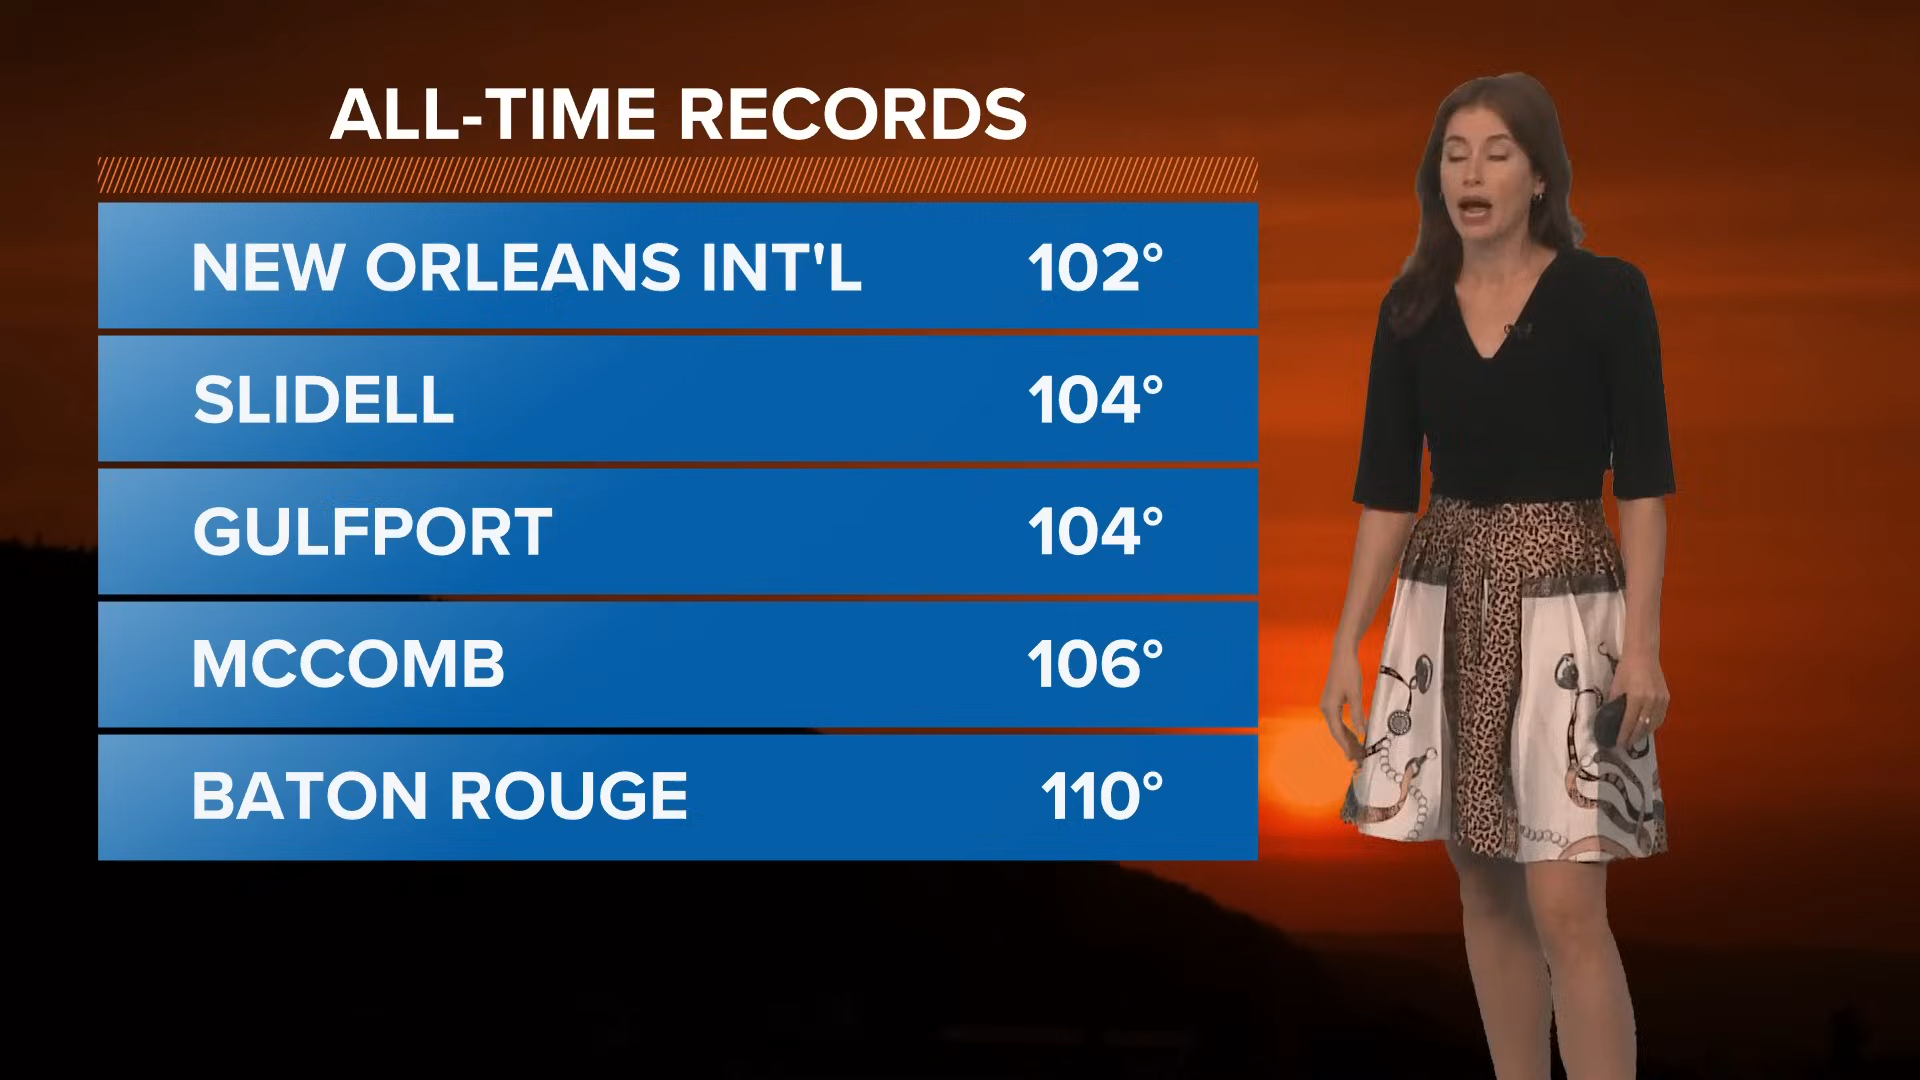 ALL-TIME RECORDS
NEW ORLEANS INT'L 102°
SLIDELL 104°
GULFPORT 104°
MCCOMB 106°
BATON ROUGE 110°